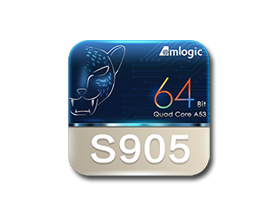 amlogic
64 Bit
Quad Core A53
S905